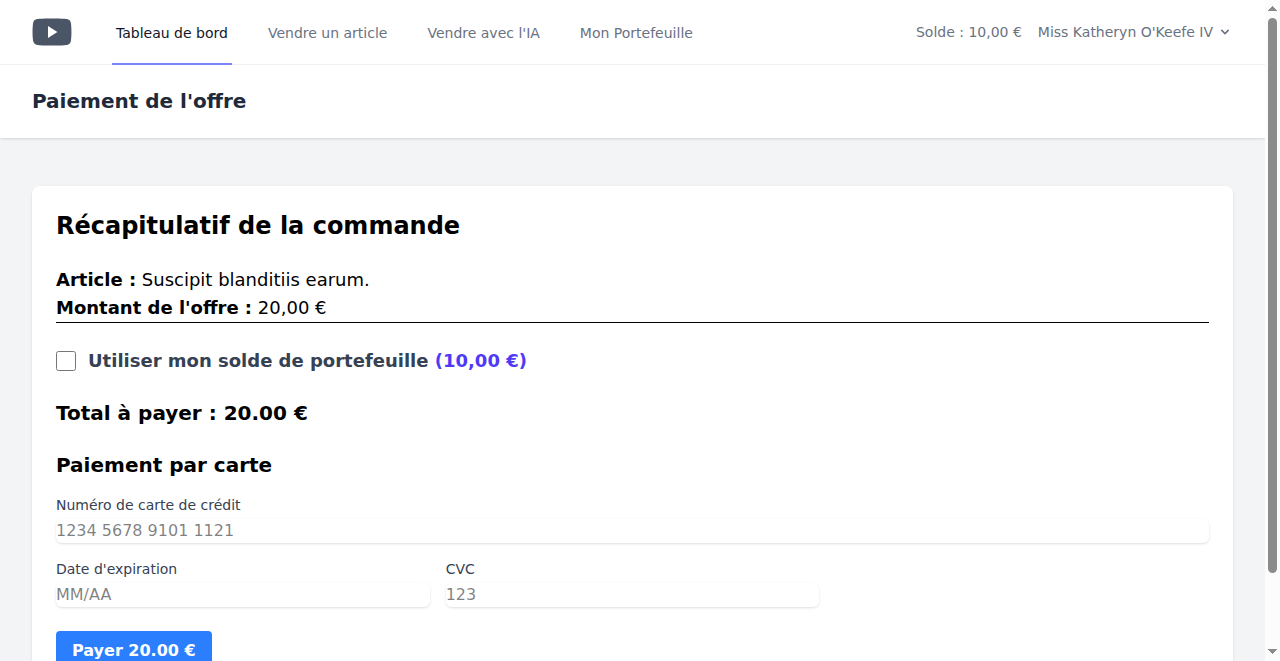 Tableau de bord
Vendre un article
Vendre avec l'IA
Mon Portefeuille
Solde : 10,00 €
Miss Katheryn O'Keefe IV
Paiement de l'offre
Récapitulatif de la commande
Article : Suscipit blanditiis earum.
Montant de l'offre : 20,00 €
Utiliser mon solde de portefeuille (10,00 €)
Total à payer : 20.00 €
Paiement par carte
Numéro de carte de crédit
1234 5678 9101 1121
Date d'expiration
CVC
MM/AA
123
Payer 20.00 €